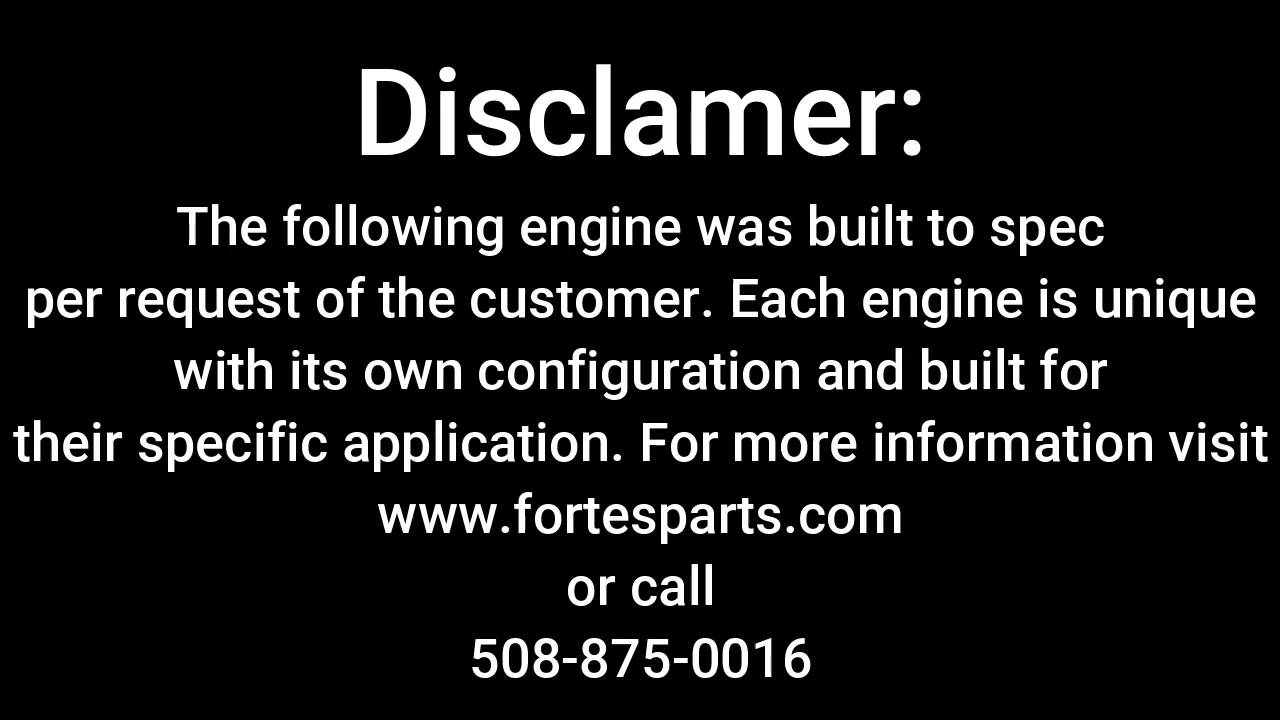 Disclamer:
The following engine was built to spec
per request of the customer. Each engine is unique
with its own configuration and built for
their specific application. For more information visit
www.fortesparts.com
or call
508-875-0016